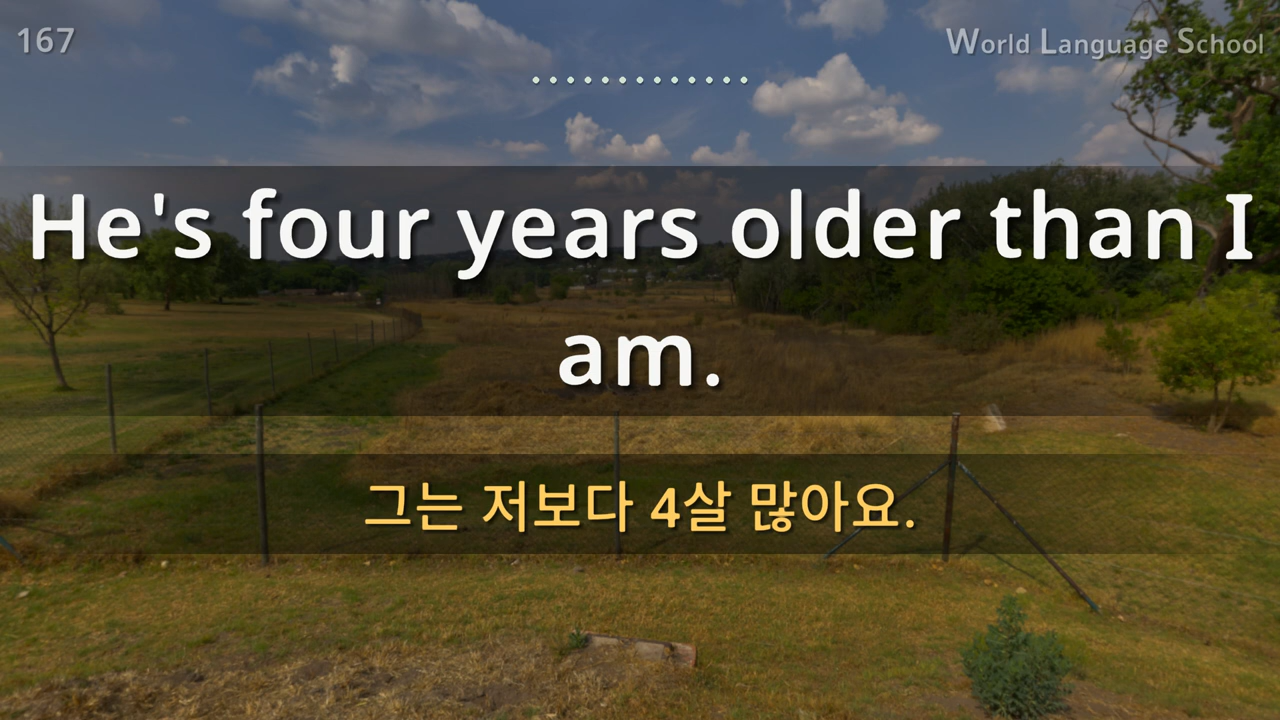 167
World Language School
He's four years older than I
am.
그는 저보다 4살 많아요.